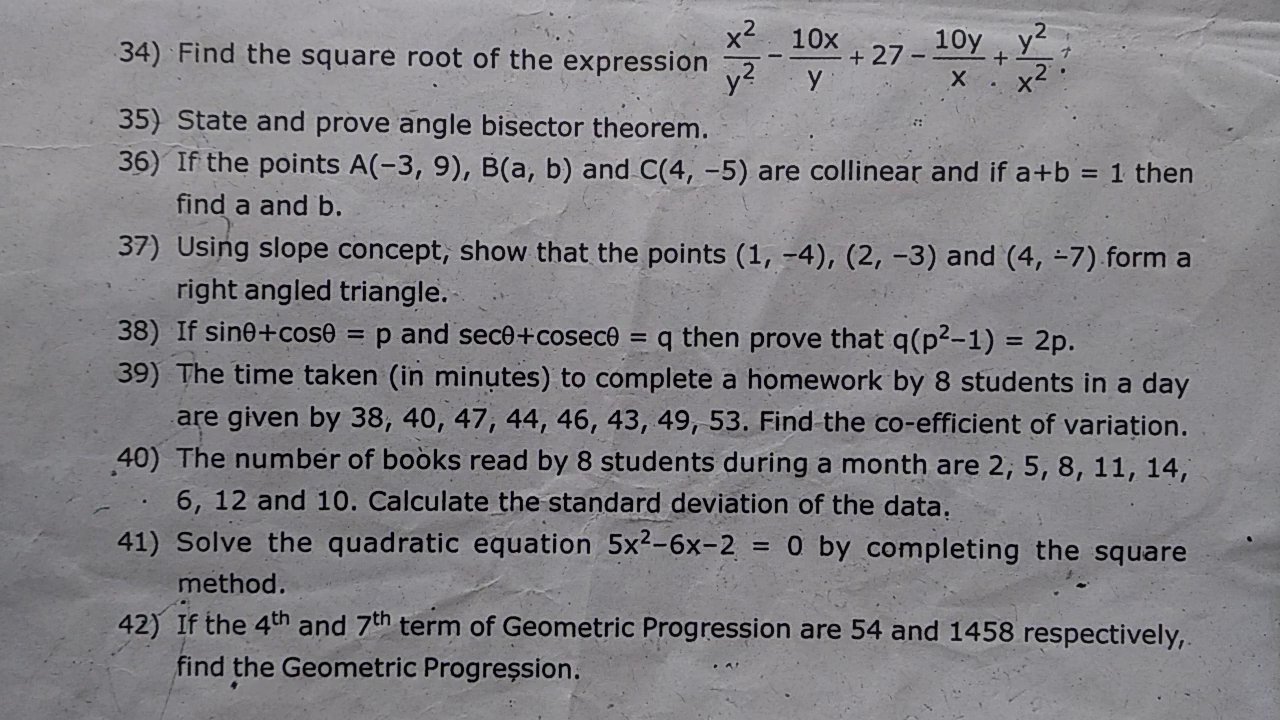 34) Find the square root of the expression x²/y² − 10x/y + 27 − 10y/x + y²/x².
35) State and prove angle bisector theorem.
36) If the points A(−3, 9), B(a, b) and C(4, −5) are collinear and if a+b = 1 then
find a and b.
37) Using slope concept, show that the points (1, −4), (2, −3) and (4, −7) form a
right angled triangle.
38) If sinθ+cosθ = p and secθ+cosecθ = q then prove that q(p²−1) = 2p.
39) The time taken (in minutes) to complete a homework by 8 students in a day
are given by 38, 40, 47, 44, 46, 43, 49, 53. Find the co-efficient of variation.
40) The number of books read by 8 students during a month are 2, 5, 8, 11, 14,
6, 12 and 10. Calculate the standard deviation of the data.
41) Solve the quadratic equation 5x²−6x−2 = 0 by completing the square
method.
42) If the 4th and 7th term of Geometric Progression are 54 and 1458 respectively,
find the Geometric Progression.